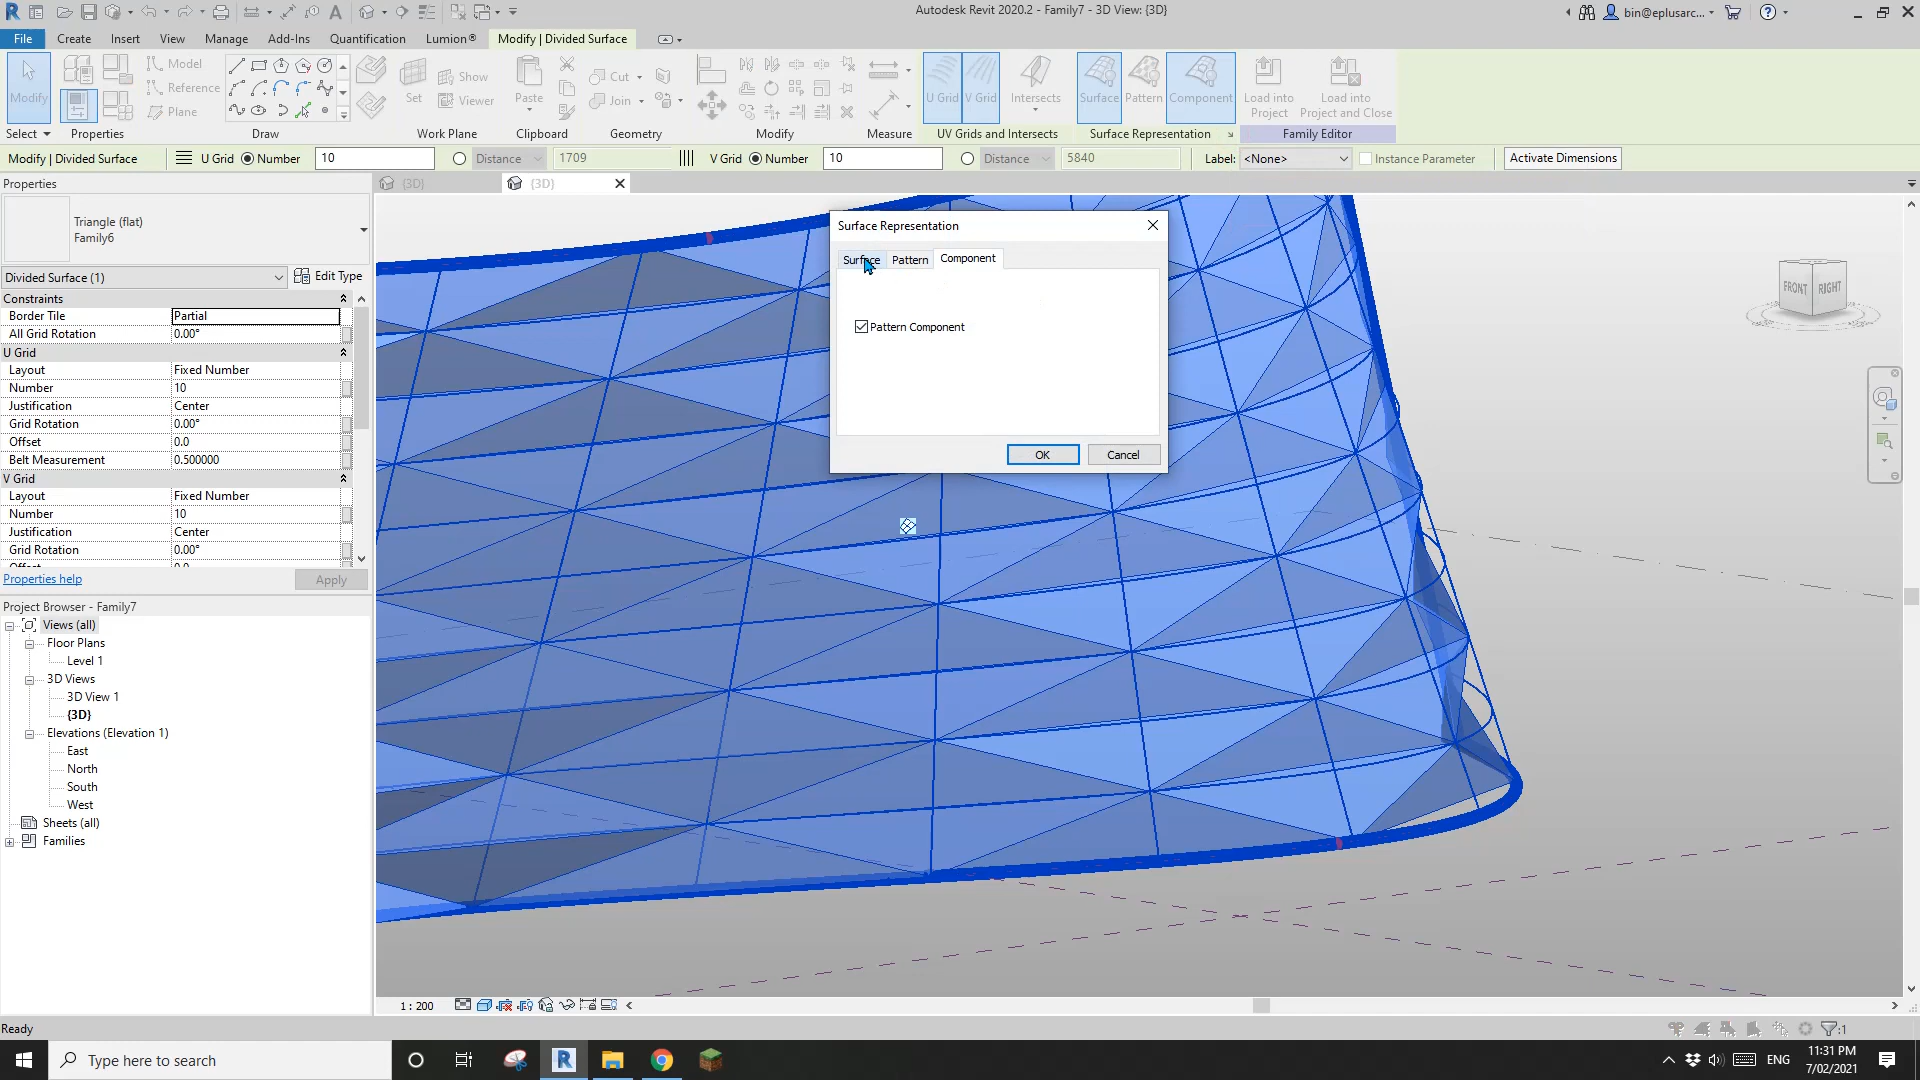 Autodesk Revit 2020.2 - Family7 - 3D View: {3D}
bin@eplusarc...
File Create Insert View Manage Add-Ins Quantification Lumion® Modify | Divided Surface
Modify
Model
Reference
Plane
Set
Show
Viewer
Paste
Cut
Join
U Grid V Grid
Intersects
Surface Pattern Component
Load into Project
Load into Project and Close
Select Properties Draw Work Plane Clipboard Geometry Modify Measure UV Grids and Intersects Surface Representation Family Editor
Modify | Divided Surface U Grid Number 10 Distance 1709 V Grid Number 10 Distance 5840 Label: <None> Instance Parameter Activate Dimensions
Properties
{3D} {3D}
Triangle (flat)
Family6
Divided Surface (1) Edit Type
Constraints
Border Tile Partial
All Grid Rotation 0.00°
U Grid
Layout Fixed Number
Number 10
Justification Center
Grid Rotation 0.00°
Offset 0.0
Belt Measurement 0.500000
V Grid
Layout Fixed Number
Number 10
Justification Center
Grid Rotation 0.00°
Offset 0.0
Properties help Apply
Project Browser - Family7
Views (all)
Floor Plans
Level 1
3D Views
3D View 1
{3D}
Elevations (Elevation 1)
East
North
South
West
Sheets (all)
Families
Surface Representation
Surface Pattern Component
Pattern Component
OK Cancel
FRONT RIGHT
1 : 200
Ready
:1
Type here to search
ENG
11:31 PM
7/02/2021